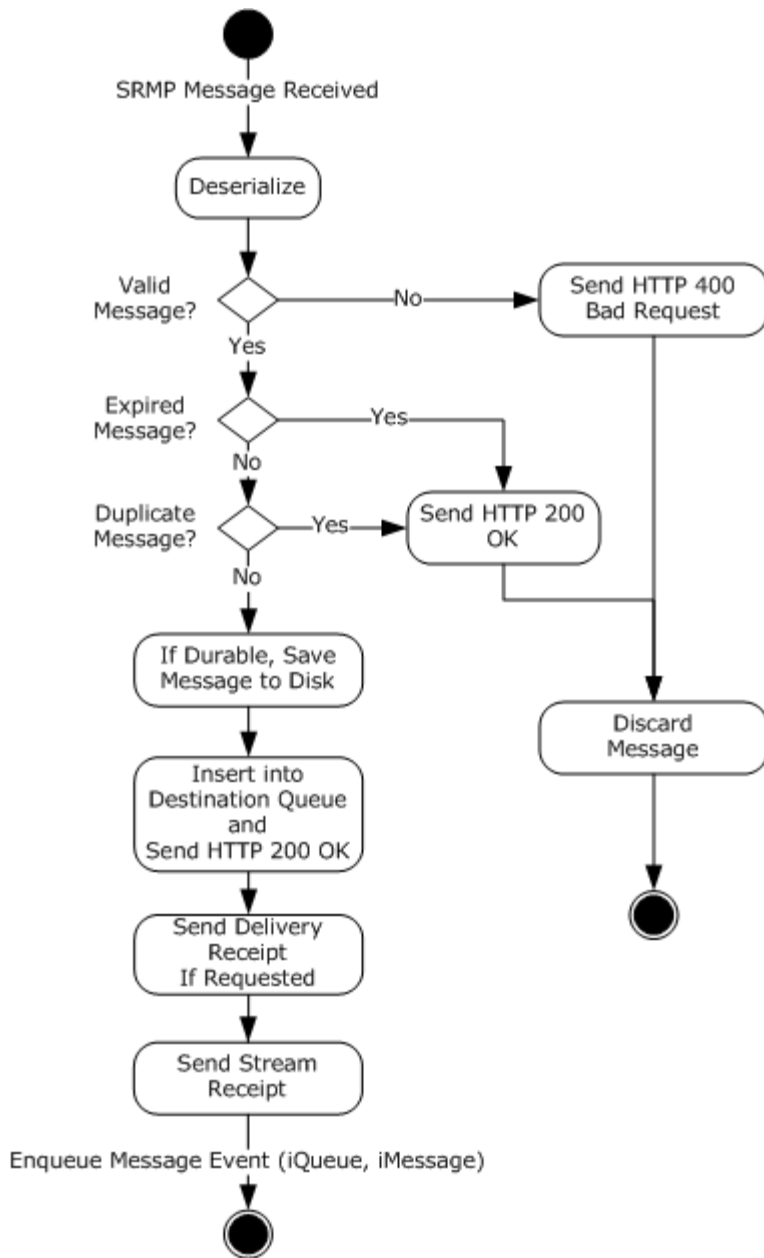 SRMP Message Received
Deserialize
Valid
Message?
No
Send HTTP 400
Bad Request
Yes
Expired
Message?
Yes
No
Duplicate
Message?
Yes
Send HTTP 200
OK
No
If Durable, Save
Message to Disk
Discard
Message
Insert into
Destination Queue
and
Send HTTP 200 OK
Send Delivery
Receipt
If Requested
Send Stream
Receipt
Enqueue Message Event (iQueue, iMessage)